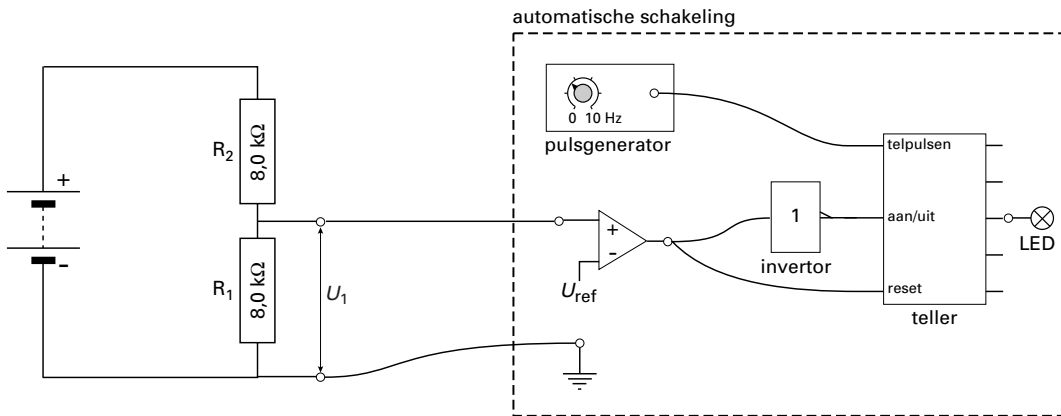 automatische schakeling
0 10 Hz
pulsgenerator
+
-
R2
8,0 kΩ
R1
8,0 kΩ
U1
+
-
Uref
1
invertor
telpulsen
aan/uit
reset
teller
LED